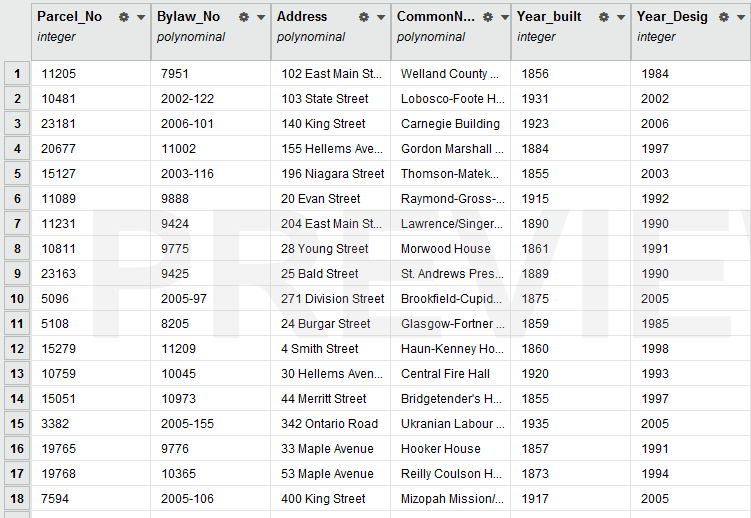 Parcel_No Bylaw_No Address CommonN... Year_built Year_Desig
integer polynominal polynominal polynominal integer integer
1 11205 7951 102 East Main St... Welland County ... 1856 1984
2 10481 2002-122 103 State Street Lobosco-Foote H... 1931 2002
3 23181 2006-101 140 King Street Carnegie Building 1923 2006
4 20677 11002 155 Hellems Ave... Gordon Marshall ... 1884 1997
5 15127 2003-116 196 Niagara Street Thomson-Matek... 1855 2003
6 11089 9888 20 Evan Street Raymond-Gross-... 1915 1992
7 11231 9424 204 East Main St... Lawrence/Singer... 1890 1990
8 10811 9775 28 Young Street Morwood House 1861 1991
9 23163 9425 25 Bald Street St. Andrews Pres... 1889 1990
10 5096 2005-97 271 Division Street Brookfield-Cupid... 1875 2005
11 5108 8205 24 Burgar Street Glasgow-Fortner ... 1859 1985
12 15279 11209 4 Smith Street Haun-Kenney Ho... 1860 1998
13 10759 10045 30 Hellems Aven... Central Fire Hall 1920 1993
14 15051 10973 44 Merritt Street Bridgetender's H... 1855 1997
15 3382 2005-155 342 Ontario Road Ukranian Labour ... 1935 2005
16 19765 9776 33 Maple Avenue Hooker House 1857 1991
17 19768 10365 53 Maple Avenue Reilly Coulson H... 1873 1994
18 7594 2005-106 400 King Street Mizopah Mission/... 1917 2005
PREVIE